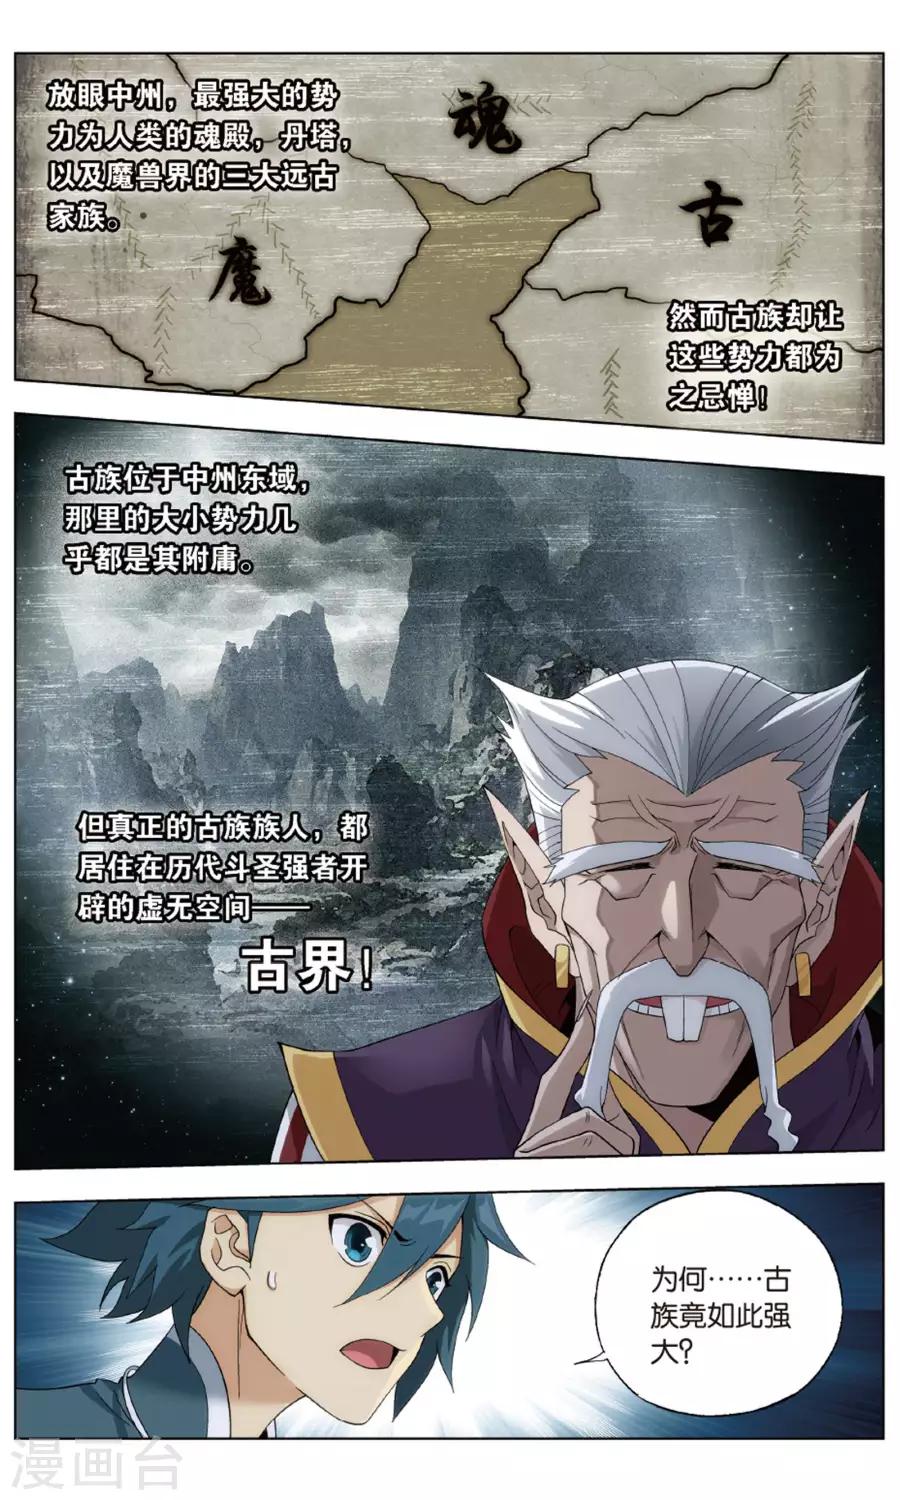 放眼中州，最强大的势
力为人类的魂殿，丹塔，
以及魔兽界的三大远古
家族。
魂
古
魔
然而古族却让
这些势力都为
之忌惮！
古族位于中州东域，
那里的大小势力几
乎都是其附庸。
但真正的古族族人，都
居住在历代斗圣强者开
辟的虚无空间——
古界！
为何……古
族竟如此强
大？
漫画台